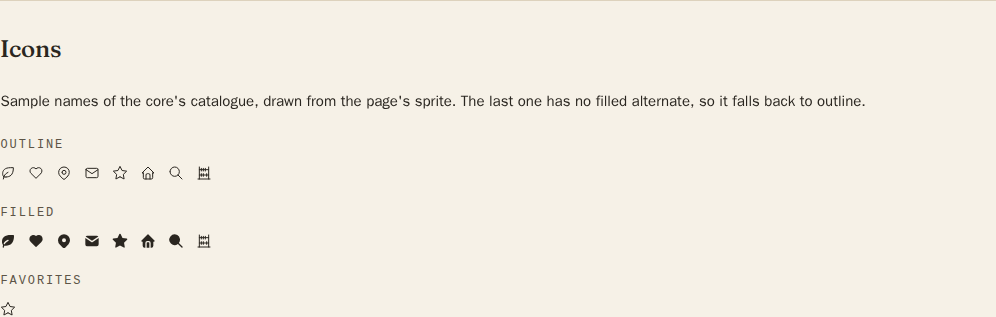 Icons
Sample names of the core's catalogue, drawn from the page's sprite. The last one has no filled alternate, so it falls back to outline.
OUTLINE
FILLED
FAVORITES